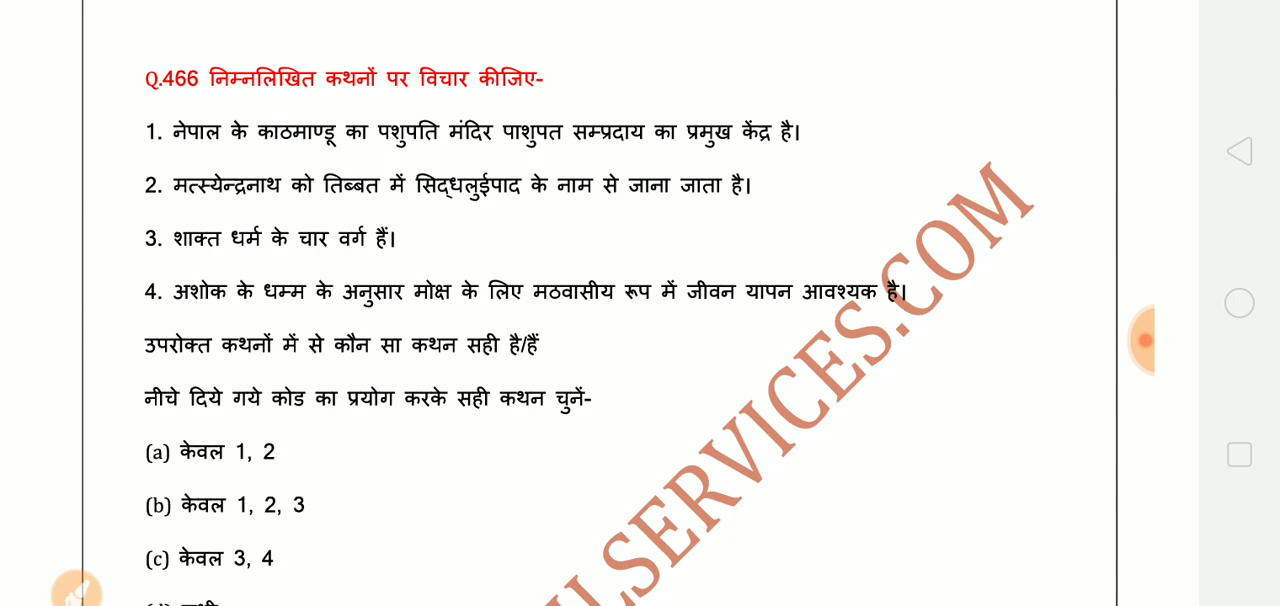 Q.466 निम्नलिखित कथनों पर विचार कीजिए-
1. नेपाल के काठमाण्डू का पशुपति मंदिर पाशुपत सम्प्रदाय का प्रमुख केंद्र है।
2. मत्स्येन्द्रनाथ को तिब्बत में सिद्धलुईपाद के नाम से जाना जाता है।
3. शाक्त धर्म के चार वर्ग हैं।
4. अशोक के धम्म के अनुसार मोक्ष के लिए मठवासीय रूप में जीवन यापन आवश्यक है।
उपरोक्त कथनों में से कौन सा कथन सही है/हैं
नीचे दिये गये कोड का प्रयोग करके सही कथन चुनें-
(a) केवल 1, 2
(b) केवल 1, 2, 3
(c) केवल 3, 4
ILSERVICES.COM